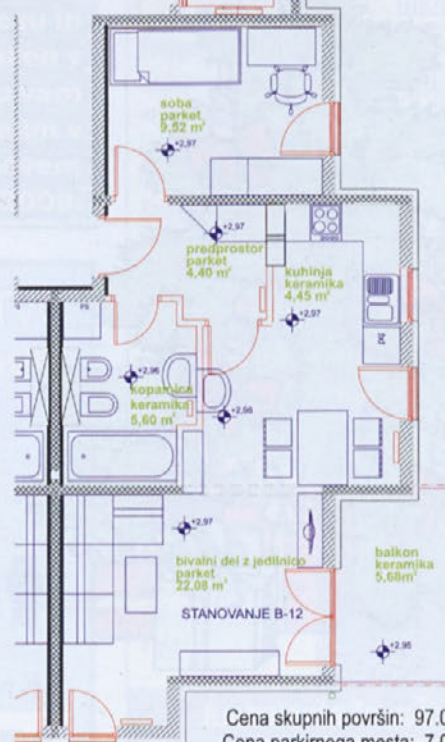 soba
parket
9,52 m²
+2,97
+2,97
predprostor
parket
4,40 m²
kuhinja
keramika
4,45 m²
+2,97
+2,96
kopalnica
keramika
5,60 m²
+2,96
+2,97
bivalni del z jedilnico
parket
22,08 m²
balkon
keramika
5,68m²
STANOVANJE B-12
Cena skupnih površin: 97.0
Cena parkirnega mesta: 7.0